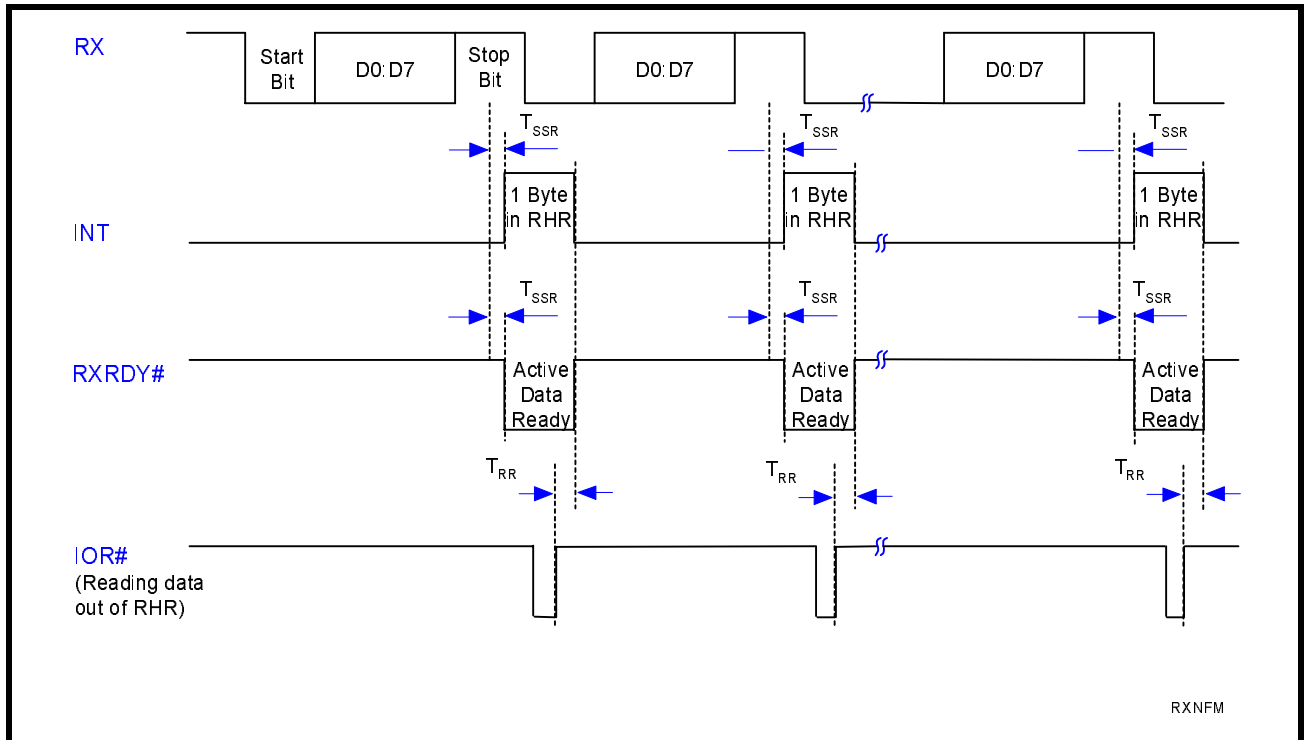 RX
Start
Bit
D0:D7
Stop
Bit
D0:D7
D0:D7
TSSR
TSSR
TSSR
INT
1 Byte
in RHR
1 Byte
in RHR
1 Byte
in RHR
TSSR
TSSR
TSSR
RXRDY#
Active
Data
Ready
Active
Data
Ready
Active
Data
Ready
TRR
TRR
TRR
IOR#
(Reading data
out of RHR)
RXNFM